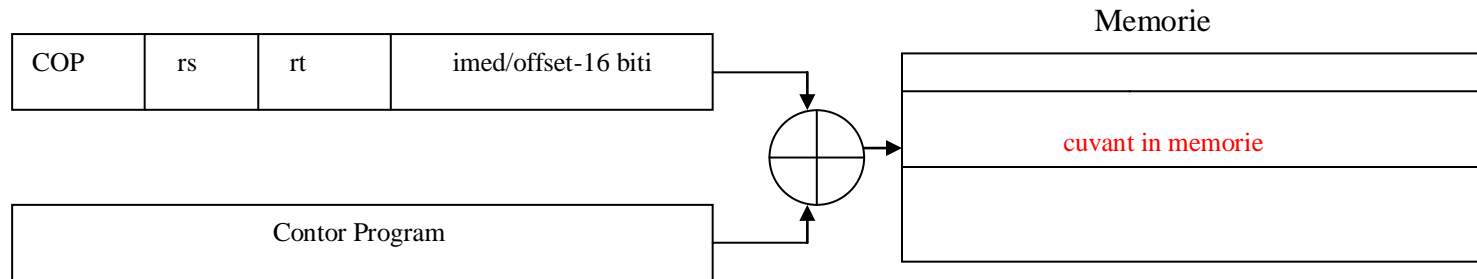 Memorie
COP rs rt imed/offset-16 biti
cuvant in memorie
Contor Program